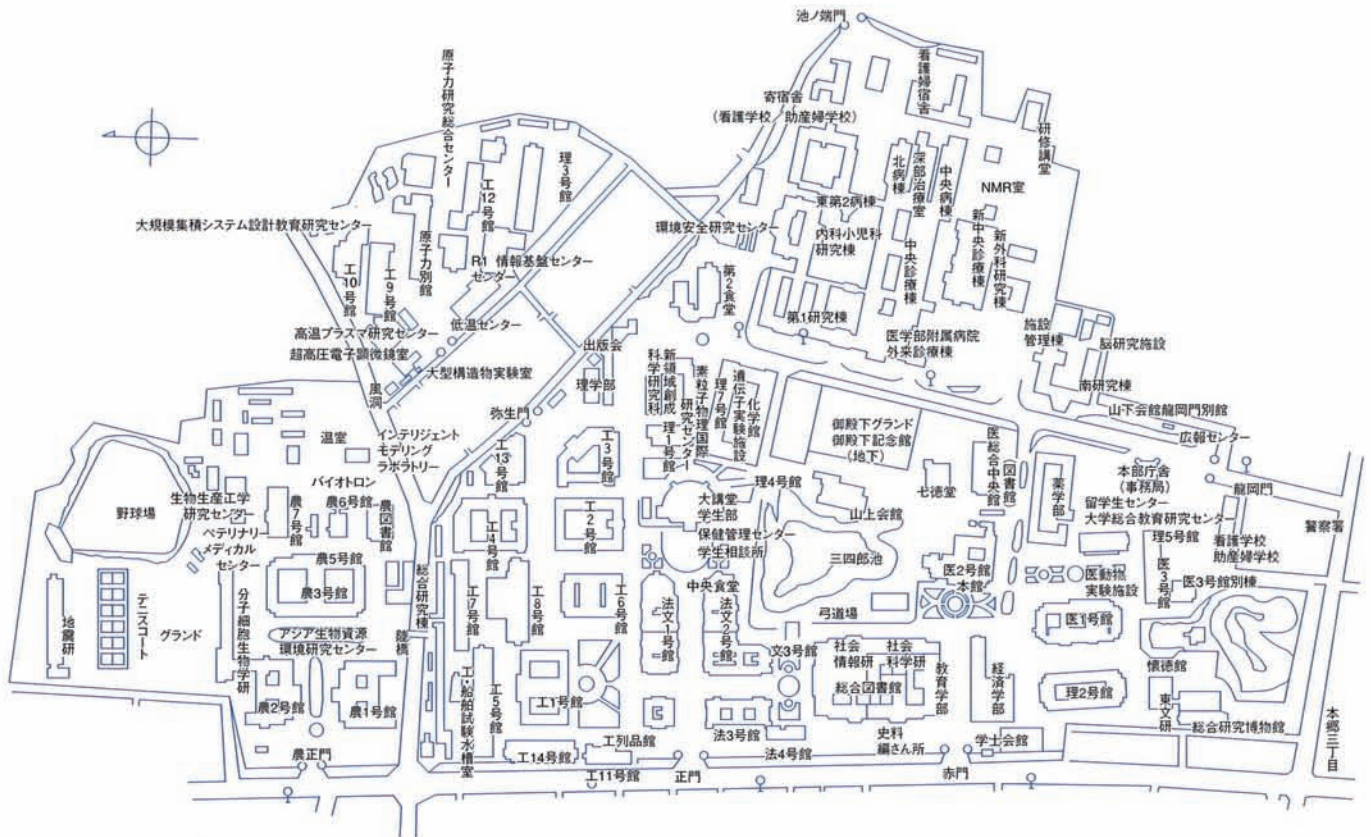 池ノ端門
看護婦宿舎
原子力研究総合センター
寄宿舎
(看護学校 助産婦学校)
研修講堂
理3号館
工12号館
北病棟
深部治療室
中央病棟
NMR室
東第2病棟
大規模集積システム設計教育研究センター
原子力別館
環境安全研究センター
内科小児科
研究棟
中央診療棟
新中央診療棟
新外科研究棟
工10号館
工9号館
R1 情報基盤センター
センター
第2食堂
第1研究棟
高温プラズマ研究センター
低温センター
医学部附属病院
外来診療棟
施設
管理棟
脳研究施設
超高圧電子顕微鏡室
出版会
大型構造物実験室
理学部
新領域創成
科学研究科
素粒子物理国際
研究センター
理7号館
遺伝子実験施設
化学館
南研究棟
風洞
弥生門
山下会館龍岡門別館
御殿下グランド
御殿下記念館
(地下)
広報センター
温室
インテリジェント
モデリング
ラボラトリー
工13号館
工3号館
理1号館
医総合中央館
(図書館)
本部庁舎
(事務局)
龍岡門
バイオトロン
理4号館
七徳堂
薬学部
留学生センター
大学総合教育研究センター
生物生産工学
研究センター
農7号館
農6号館
農図書館
大講堂
学生部
山上会館
野球場
警察署
ベテリナリー
メディカル
センター
工4号館
工2号館
保健管理センター
学生相談所
理5号館
看護学校
助産婦学校
農5号館
三四郎池
医2号館
本館
医3号館
医3号館別棟
農3号館
総合研究棟
工7号館
工8号館
工6号館
中央食堂
医動物
実験施設
地震研
テニスコート
グランド
分子細胞生物学研
法文1号館
法文2号館
弓道場
医1号館
アジア生物資源
環境研究センター
陸橋
文3号館
社会
情報研
社会
科学研
懐徳館
農2号館
農1号館
工・船舶試験水槽室
工5号館
工1号館
総合図書館
教育学部
経済学部
理2号館
東文研
総合研究博物館
本郷三丁目
農正門
工14号館
工列品館
法3号館
法4号館
史料
編さん所
学士会館
工11号館
正門
赤門